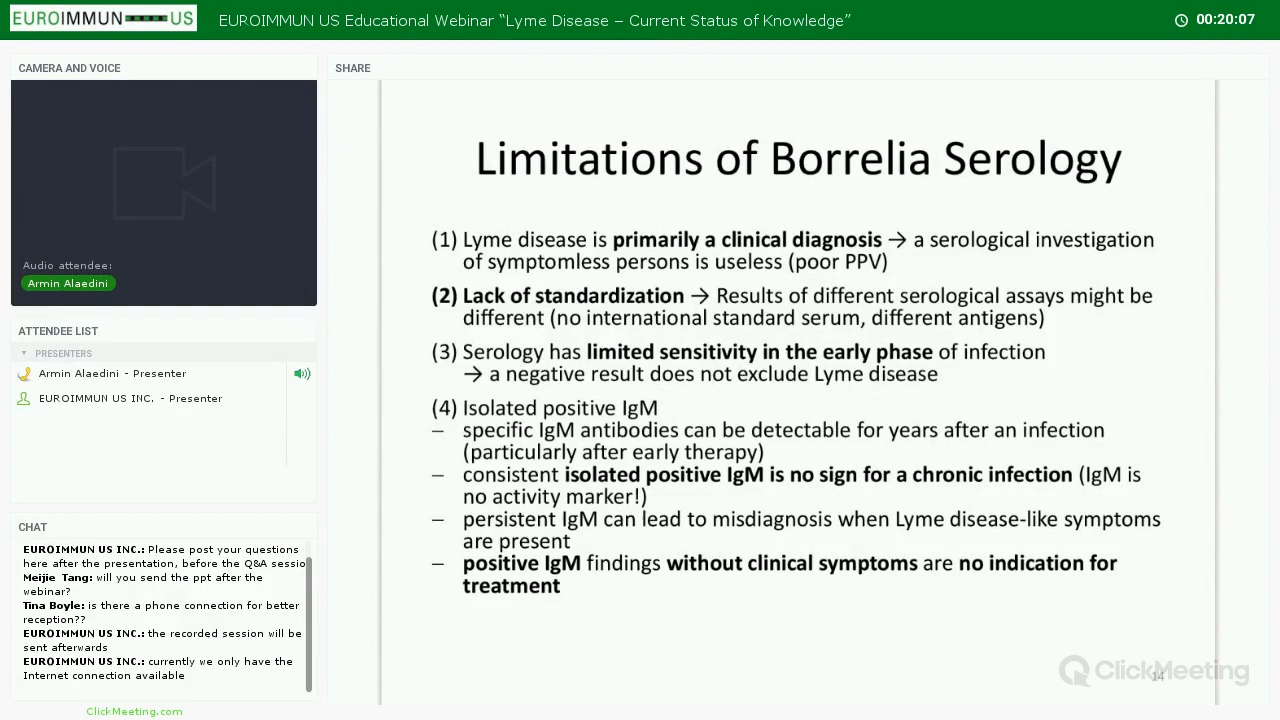 EUROIMMUN US
EUROIMMUN US Educational Webinar “Lyme Disease – Current Status of Knowledge”
00:20:07
CAMERA AND VOICE
Audio attendee:
Armin Alaedini
ATTENDEE LIST
PRESENTERS
Armin Alaedini - Presenter
EUROIMMUN US INC. - Presenter
CHAT
EUROIMMUN US INC.: Please post your questions
here after the presentation, before the Q&A sessio
Meijie Tang: will you send the ppt after the
webinar?
Tina Boyle: is there a phone connection for better
reception??
EUROIMMUN US INC.: the recorded session will be
sent afterwards
EUROIMMUN US INC.: currently we only have the
Internet connection available
ClickMeeting.com
SHARE
Limitations of Borrelia Serology
(1) Lyme disease is primarily a clinical diagnosis → a serological investigation
of symptomless persons is useless (poor PPV)
(2) Lack of standardization → Results of different serological assays might be
different (no international standard serum, different antigens)
(3) Serology has limited sensitivity in the early phase of infection
→ a negative result does not exclude Lyme disease
(4) Isolated positive IgM
– specific IgM antibodies can be detectable for years after an infection
(particularly after early therapy)
– consistent isolated positive IgM is no sign for a chronic infection (IgM is
no activity marker!)
– persistent IgM can lead to misdiagnosis when Lyme disease-like symptoms
are present
– positive IgM findings without clinical symptoms are no indication for
treatment
ClickMeeting
14